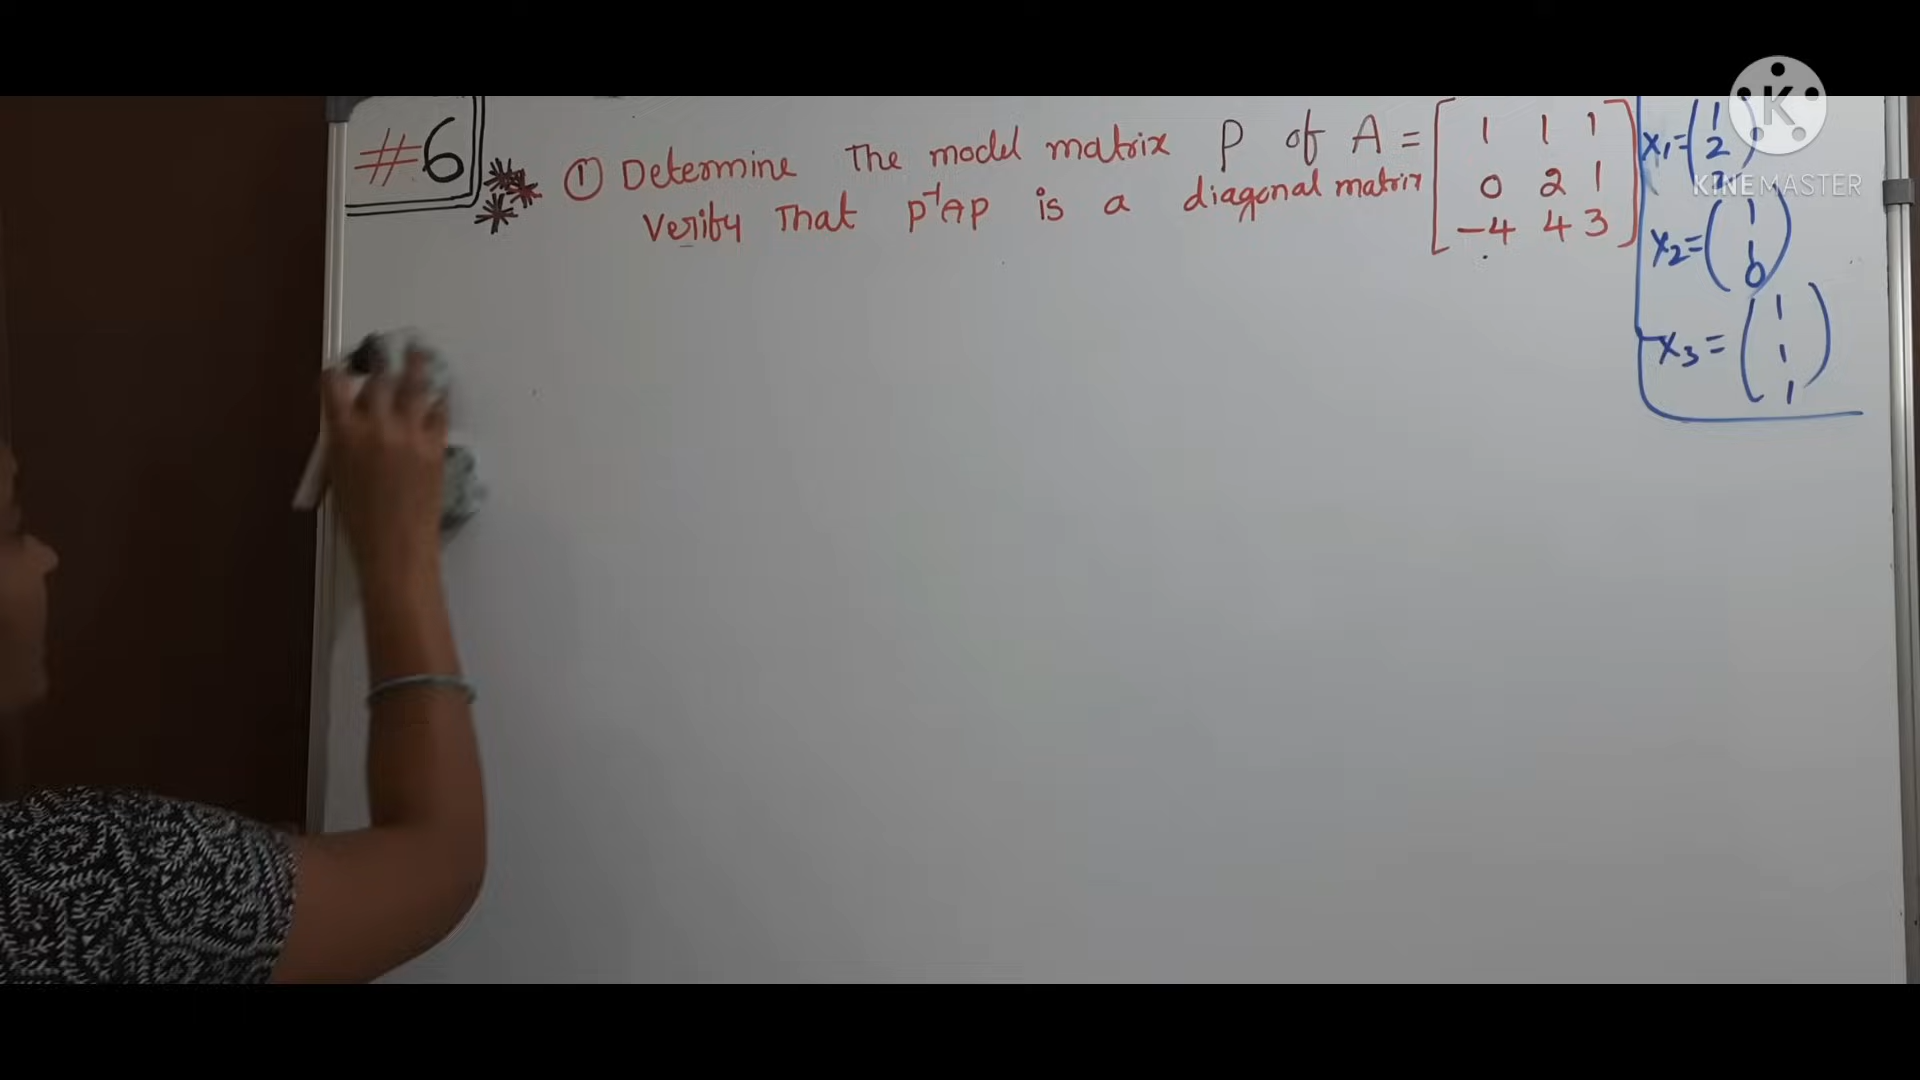 #6
① Determine The model matrix P of A = [1 1 1
Verify That P⁻¹AP is a diagonal matrix 0 2 1
-4 4 3]
x₁ = (1
2
x₂ = (1
1
0)
x₃ = (1
1
1)
K
KINEMASTER